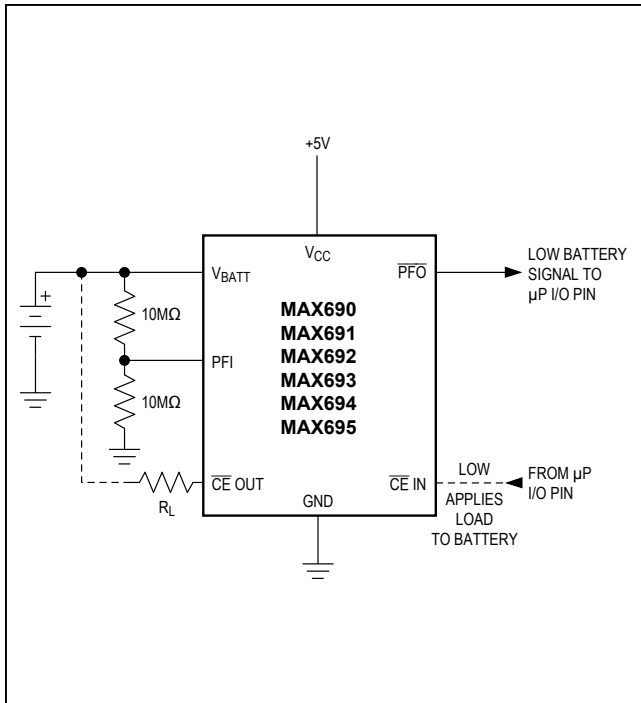 +5V
VCC
VBATT
PFO
LOW BATTERY
SIGNAL TO
µP I/O PIN
+
10MΩ
MAX690
MAX691
MAX692
MAX693
MAX694
MAX695
PFI
10MΩ
CE OUT
RL
GND
CE IN
LOW
APPLIES
LOAD
TO BATTERY
FROM µP
I/O PIN